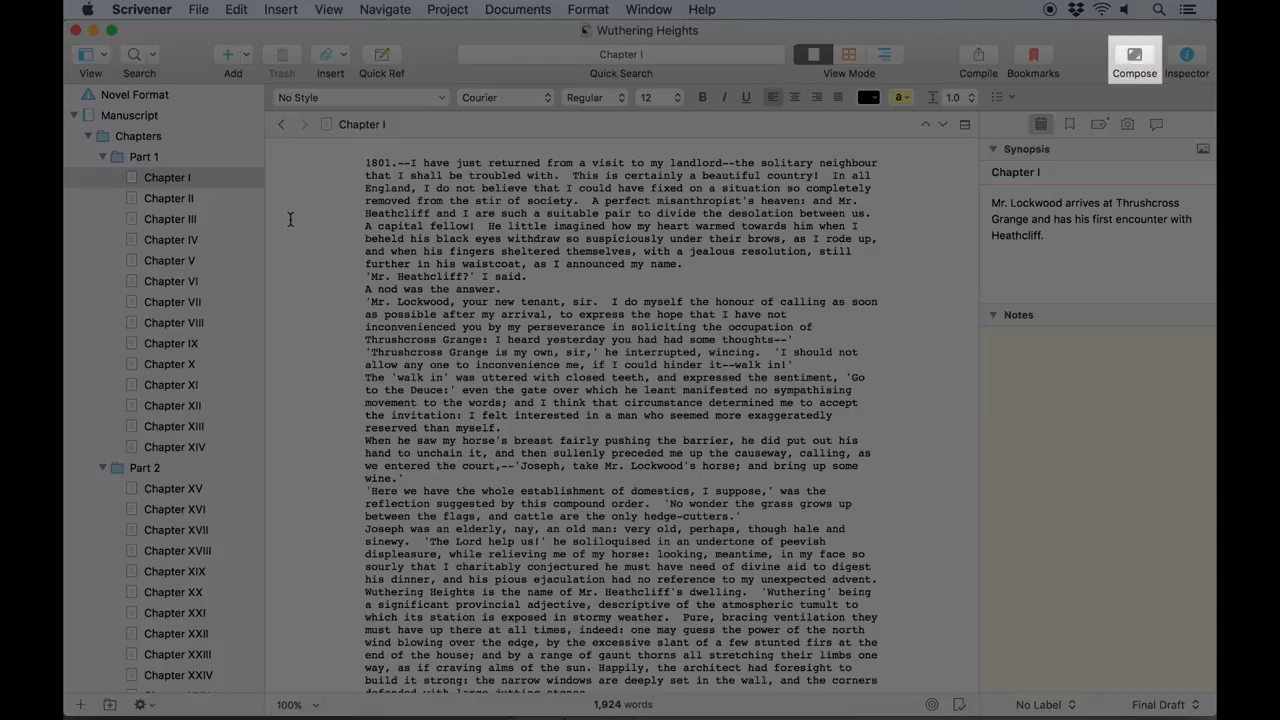 Scrivener File Edit Insert View Navigate Project Documents Format Window Help
Wuthering Heights
Chapter I
View Search Add Trash Insert Quick Ref Quick Search View Mode Compile Bookmarks Compose Inspector
No Style Courier Regular 12 B I U a 1.0
Novel Format
Manuscript
Chapters
Part 1
Chapter I
Chapter II
Chapter III
Chapter IV
Chapter V
Chapter VI
Chapter VII
Chapter VIII
Chapter IX
Chapter X
Chapter XI
Chapter XII
Chapter XIII
Chapter XIV
Part 2
Chapter XV
Chapter XVI
Chapter XVII
Chapter XVIII
Chapter XIX
Chapter XX
Chapter XXI
Chapter XXII
Chapter XXIII
Chapter XXIV
Chapter I
1801.--I have just returned from a visit to my landlord--the solitary neighbour
that I shall be troubled with. This is certainly a beautiful country! In all
England, I do not believe that I could have fixed on a situation so completely
removed from the stir of society. A perfect misanthropist's heaven: and Mr.
Heathcliff and I are such a suitable pair to divide the desolation between us.
A capital fellow! He little imagined how my heart warmed towards him when I
beheld his black eyes withdraw so suspiciously under their brows, as I rode up,
and when his fingers sheltered themselves, with a jealous resolution, still
further in his waistcoat, as I announced my name.
'Mr. Heathcliff?' I said.
A nod was the answer.
'Mr. Lockwood, your new tenant, sir. I do myself the honour of calling as soon
as possible after my arrival, to express the hope that I have not
inconvenienced you by my perseverance in soliciting the occupation of
Thrushcross Grange: I heard yesterday you had had some thoughts--'
'Thrushcross Grange is my own, sir,' he interrupted, wincing. 'I should not
allow any one to inconvenience me, if I could hinder it--walk in!'
The 'walk in' was uttered with closed teeth, and expressed the sentiment, 'Go
to the Deuce:' even the gate over which he leant manifested no sympathising
movement to the words; and I think that circumstance determined me to accept
the invitation: I felt interested in a man who seemed more exaggeratedly
reserved than myself.
When he saw my horse's breast fairly pushing the barrier, he did put out his
hand to unchain it, and then sullenly preceded me up the causeway, calling, as
we entered the court,--'Joseph, take Mr. Lockwood's horse; and bring up some
wine.'
'Here we have the whole establishment of domestics, I suppose,' was the
reflection suggested by this compound order. 'No wonder the grass grows up
between the flags, and cattle are the only hedge-cutters.'
Joseph was an elderly, nay, an old man: very old, perhaps, though hale and
sinewy. 'The Lord help us!' he soliloquised in an undertone of peevish
displeasure, while relieving me of my horse: looking, meantime, in my face so
sourly that I charitably conjectured he must have need of divine aid to digest
his dinner, and his pious ejaculation had no reference to my unexpected advent.
Wuthering Heights is the name of Mr. Heathcliff's dwelling. 'Wuthering' being
a significant provincial adjective, descriptive of the atmospheric tumult to
which its station is exposed in stormy weather. Pure, bracing ventilation they
must have up there at all times, indeed: one may guess the power of the north
wind blowing over the edge, by the excessive slant of a few stunted firs at the
end of the house; and by a range of gaunt thorns all stretching their limbs one
way, as if craving alms of the sun. Happily, the architect had foresight to
build it strong: the narrow windows are deeply set in the wall, and the corners
defended with large jutting stones.
Synopsis
Chapter I
Mr. Lockwood arrives at Thrushcross
Grange and has his first encounter with
Heathcliff.
Notes
100% 1,924 words No Label Final Draft